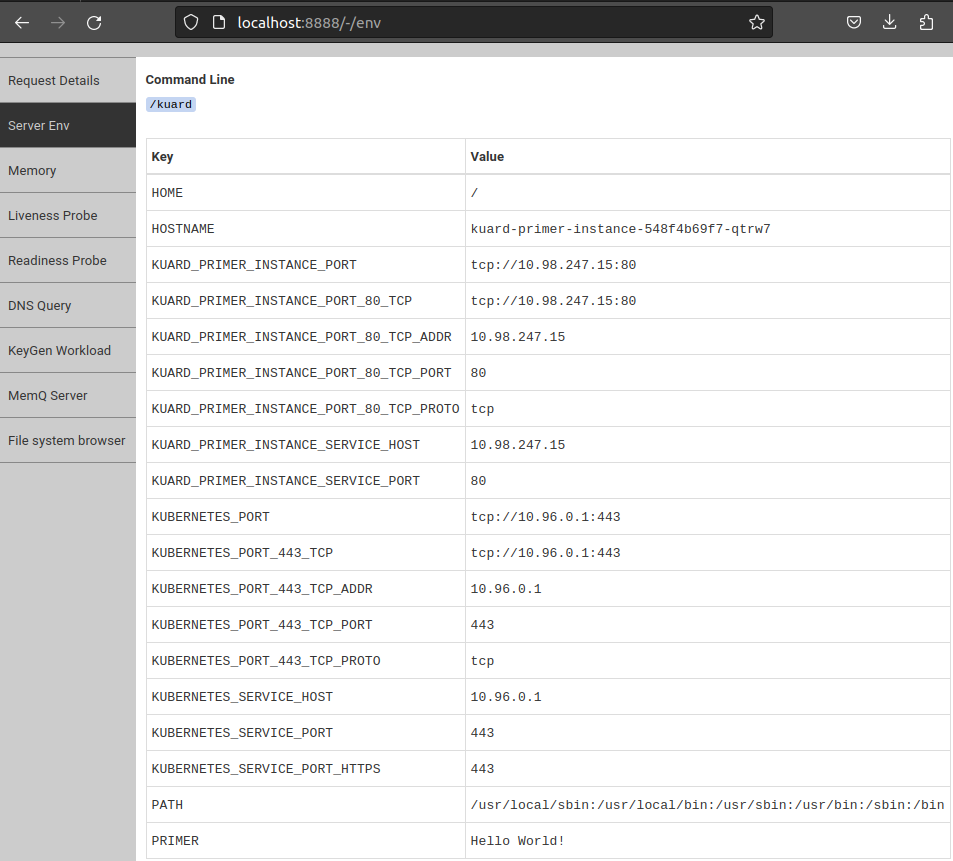 localhost:8888/-/env
Request Details
Server Env
Memory
Liveness Probe
Readiness Probe
DNS Query
KeyGen Workload
MemQ Server
File system browser
Command Line
/kuard
Key Value
HOME /
HOSTNAME kuard-primer-instance-548f4b69f7-qtrw7
KUARD_PRIMER_INSTANCE_PORT tcp://10.98.247.15:80
KUARD_PRIMER_INSTANCE_PORT_80_TCP tcp://10.98.247.15:80
KUARD_PRIMER_INSTANCE_PORT_80_TCP_ADDR 10.98.247.15
KUARD_PRIMER_INSTANCE_PORT_80_TCP_PORT 80
KUARD_PRIMER_INSTANCE_PORT_80_TCP_PROTO tcp
KUARD_PRIMER_INSTANCE_SERVICE_HOST 10.98.247.15
KUARD_PRIMER_INSTANCE_SERVICE_PORT 80
KUBERNETES_PORT tcp://10.96.0.1:443
KUBERNETES_PORT_443_TCP tcp://10.96.0.1:443
KUBERNETES_PORT_443_TCP_ADDR 10.96.0.1
KUBERNETES_PORT_443_TCP_PORT 443
KUBERNETES_PORT_443_TCP_PROTO tcp
KUBERNETES_SERVICE_HOST 10.96.0.1
KUBERNETES_SERVICE_PORT 443
KUBERNETES_SERVICE_PORT_HTTPS 443
PATH /usr/local/sbin:/usr/local/bin:/usr/sbin:/usr/bin:/sbin:/bin
PRIMER Hello World!